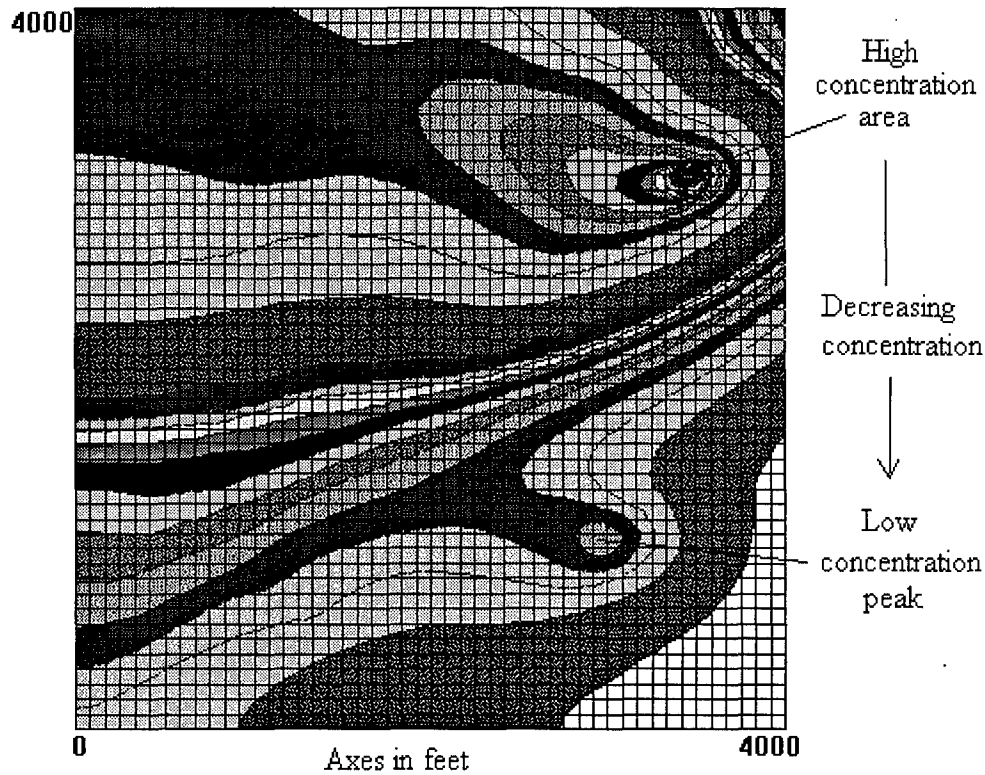 4000
High
concentration
area
Decreasing
concentration
Low
concentration
peak
0
Axes in feet
4000